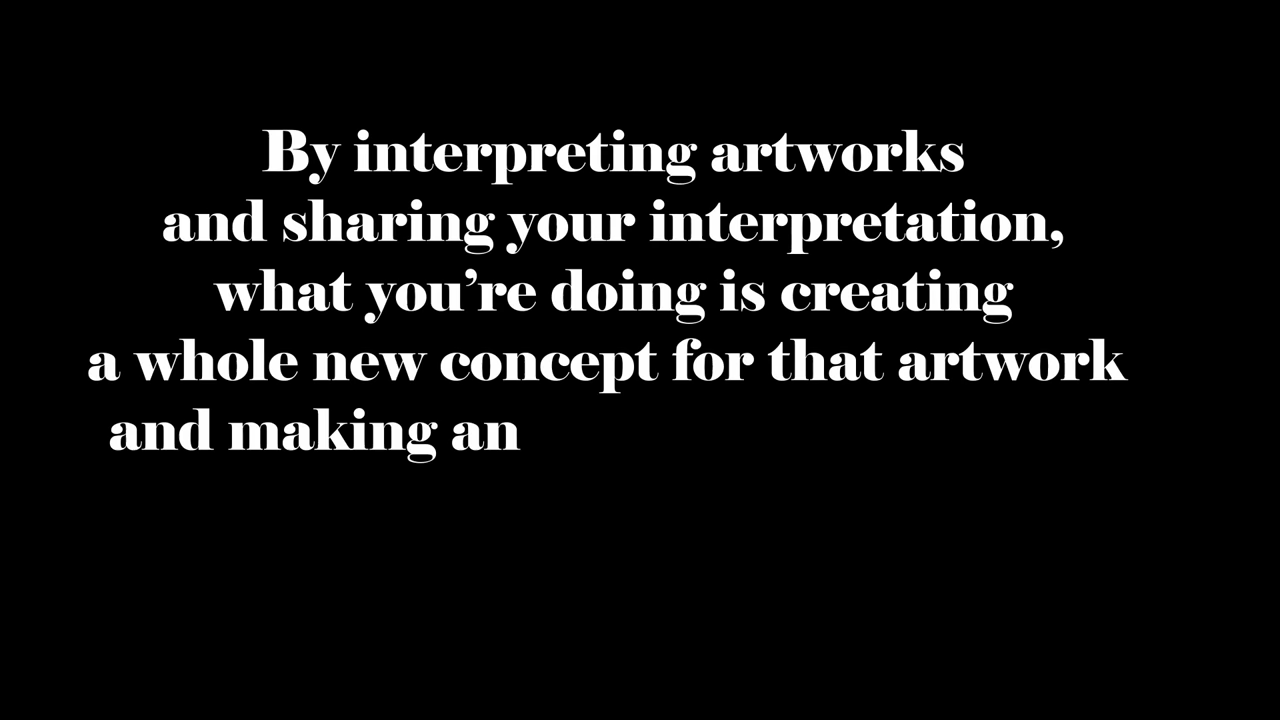 By interpreting artworks
and sharing your interpretation,
what you’re doing is creating
a whole new concept for that artwork
and making an